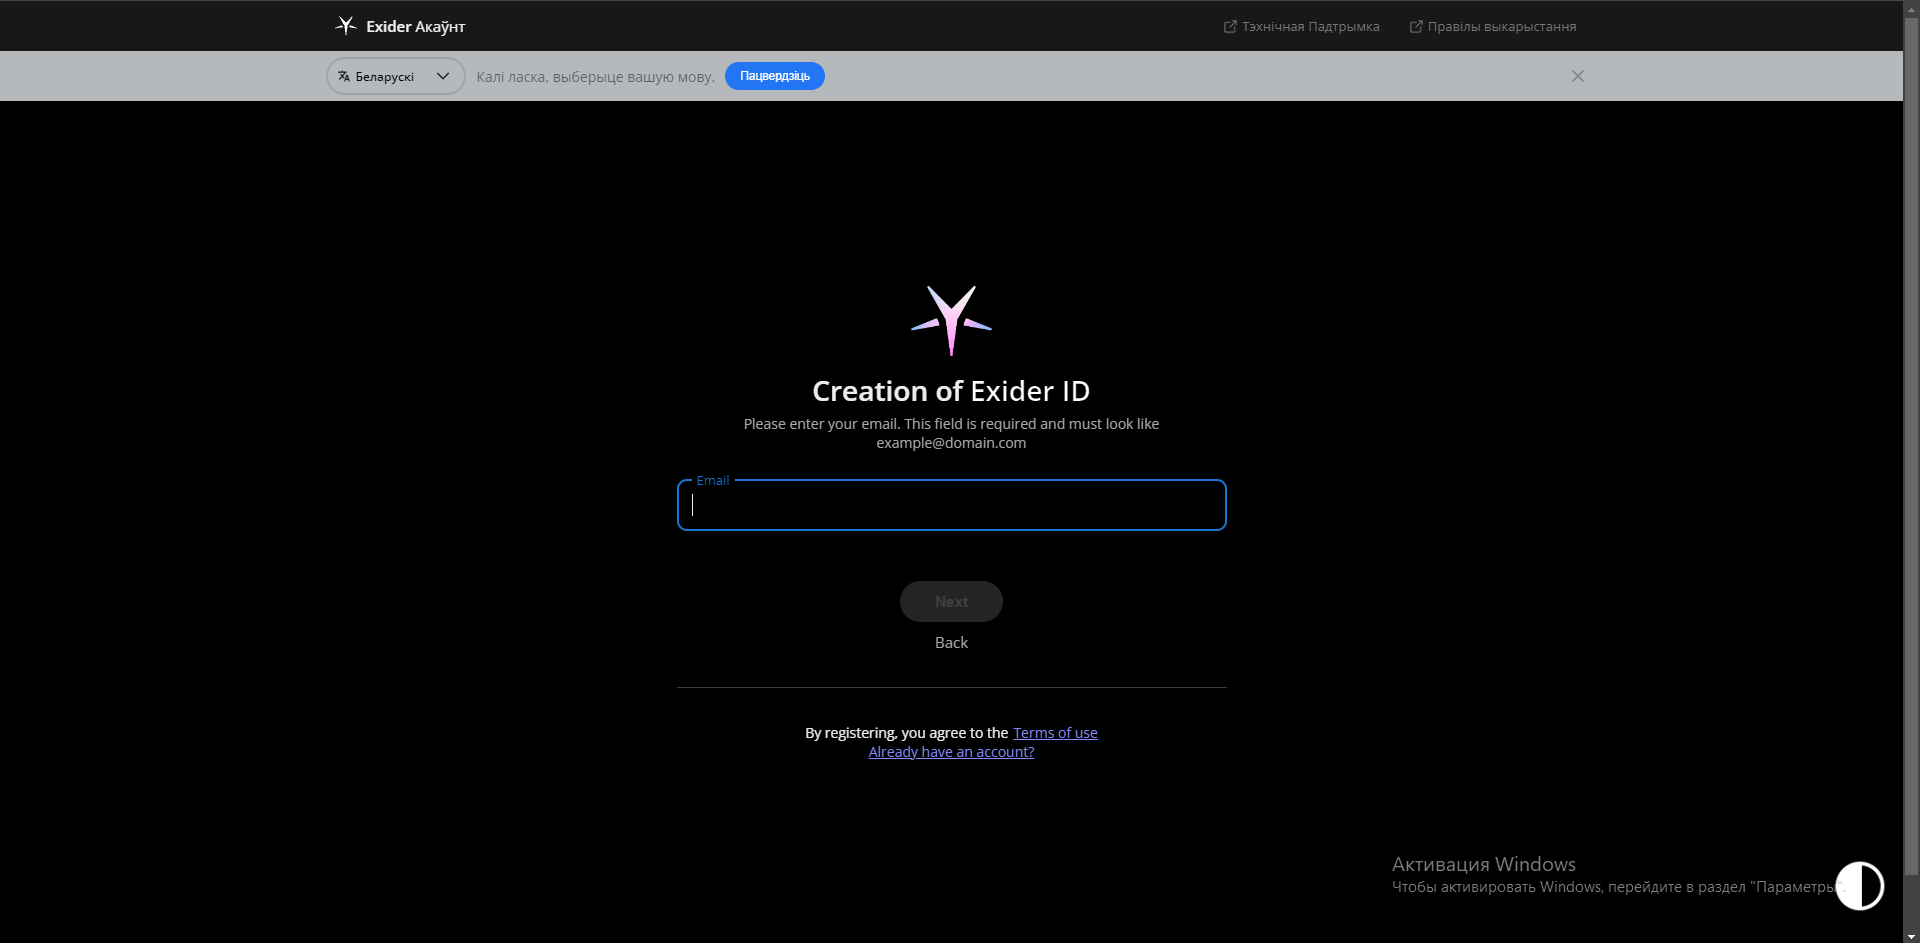 Exider Акаўнт
Тэхнічная Падтрымка
Правілы выкарыстання
Беларускі
Калі ласка, выберыце вашую мову.
Пацвердзіць
Creation of Exider ID
Please enter your email. This field is required and must look like
example@domain.com
Email
Next
Back
By registering, you agree to the Terms of use
Already have an account?
Активация Windows
Чтобы активировать Windows, перейдите в раздел "Параметры".